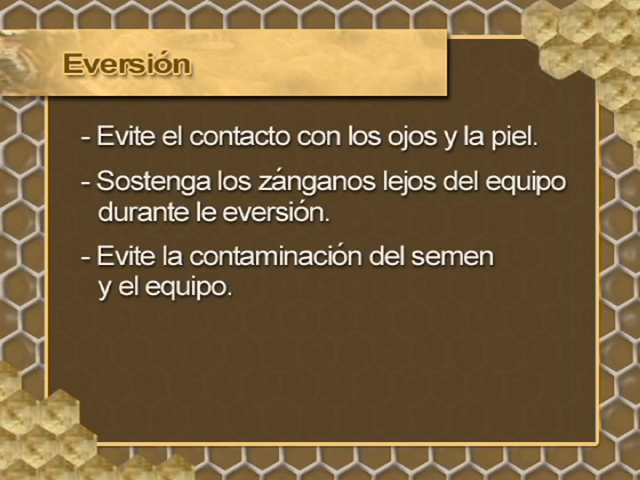 Eversión
- Evite el contacto con los ojos y la piel.
- Sostenga los zánganos lejos del equipo
durante le eversión.
- Evite la contaminación del semen
y el equipo.